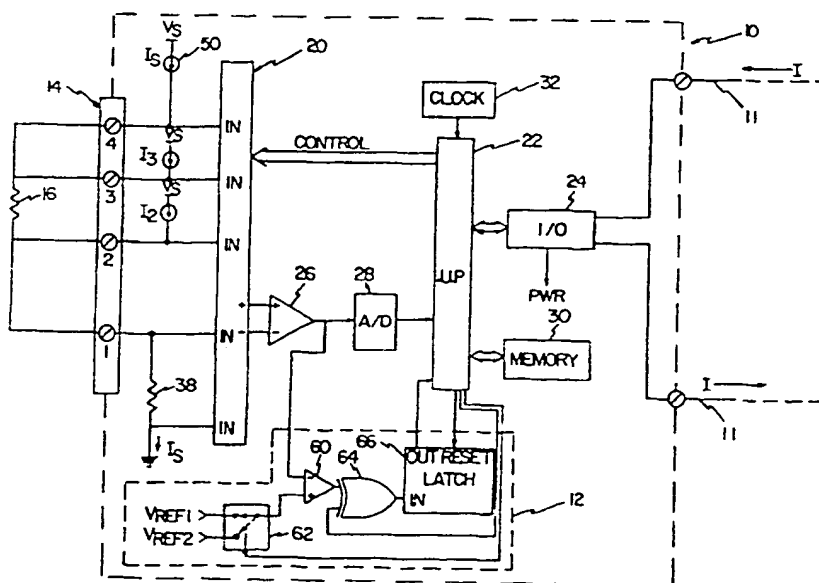 VS
IS
50
20
10
I
14
CLOCK
32
11
4
VS
IN
CONTROL
22
I3
24
3
VS
IN
16
I2
I/O
2
IN
26
28
μP
PWR
30
+
A/D
MEMORY
1
IN
−
38
I
11
IN
66
IS
60
64
OUT RESET
LATCH
IN
12
VREF1
VREF2
62